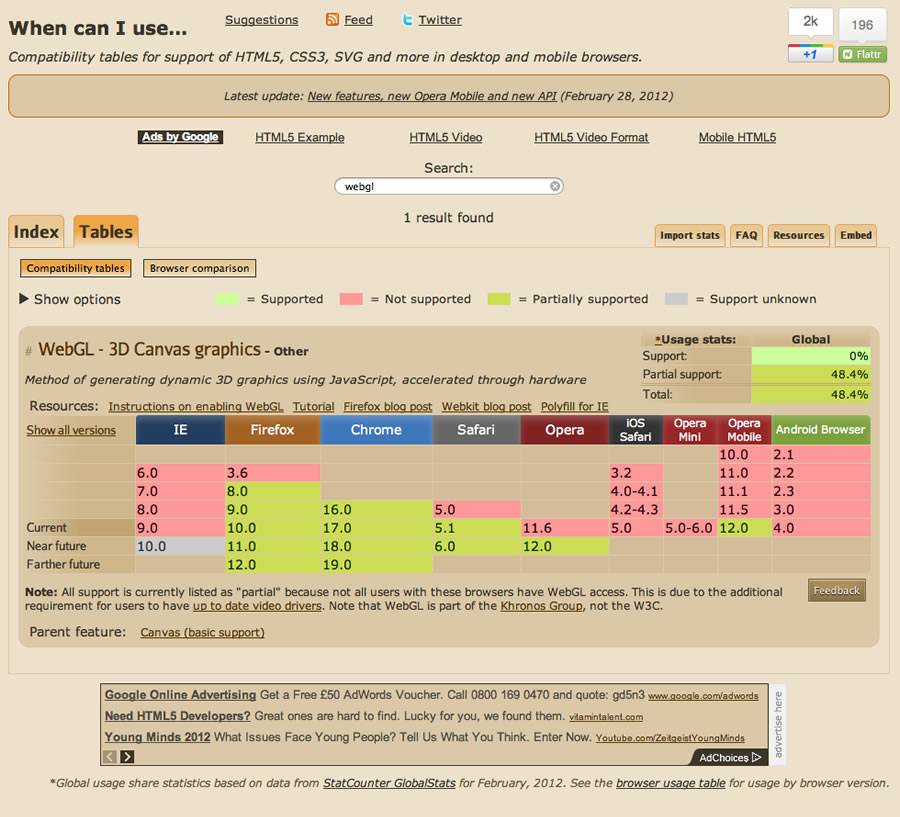 When can I use...
Suggestions Feed Twitter
2k 196
+1 Flattr
Compatibility tables for support of HTML5, CSS3, SVG and more in desktop and mobile browsers.
Latest update: New features, new Opera Mobile and new API (February 28, 2012)
Ads by Google HTML5 Example HTML5 Video HTML5 Video Format Mobile HTML5
Search:
webgl
1 result found
Index Tables
Import stats FAQ Resources Embed
Compatibility tables Browser comparison
Show options = Supported = Not supported = Partially supported = Support unknown
# WebGL - 3D Canvas graphics - Other
*Usage stats: Global
Support: 0%
Partial support: 48.4%
Total: 48.4%
Method of generating dynamic 3D graphics using JavaScript, accelerated through hardware
Resources: Instructions on enabling WebGL Tutorial Firefox blog post Webkit blog post Polyfill for IE
Show all versions IE Firefox Chrome Safari Opera iOS Safari Opera Mini Opera Mobile Android Browser
10.0 2.1
6.0 3.6 3.2 11.0 2.2
7.0 8.0 4.0-4.1 11.1 2.3
8.0 9.0 16.0 5.0 4.2-4.3 11.5 3.0
Current 9.0 10.0 17.0 5.1 11.6 5.0 5.0-6.0 12.0 4.0
Near future 10.0 11.0 18.0 6.0 12.0
Farther future 12.0 19.0
Note: All support is currently listed as "partial" because not all users with these browsers have WebGL access. This is due to the additional
requirement for users to have up to date video drivers. Note that WebGL is part of the Khronos Group, not the W3C.
Feedback
Parent feature: Canvas (basic support)
Google Online Advertising Get a Free £50 AdWords Voucher. Call 0800 169 0470 and quote: gd5n3 www.google.com/adwords
Need HTML5 Developers? Great ones are hard to find. Lucky for you, we found them. vitamintalent.com
Young Minds 2012 What Issues Face Young People? Tell Us What You Think. Enter Now. Youtube.com/ZeitgeistYoungMinds
AdChoices
advertise here
*Global usage share statistics based on data from StatCounter GlobalStats for February, 2012. See the browser usage table for usage by browser version.